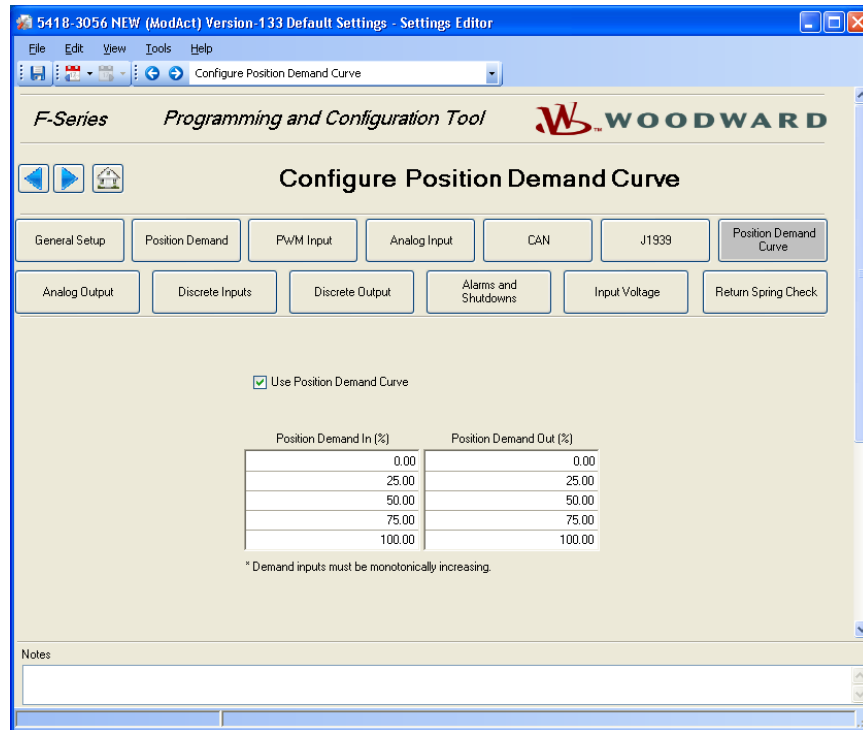 5418-3056 NEW (ModAct) Version-133 Default Settings - Settings Editor
File Edit View Tools Help
Configure Position Demand Curve
F-Series Programming and Configuration Tool WOODWARD
Configure Position Demand Curve
General Setup Position Demand PWM Input Analog Input CAN J1939 Position Demand Curve
Analog Output Discrete Inputs Discrete Output Alarms and Shutdowns Input Voltage Return Spring Check
Use Position Demand Curve
Position Demand In (%) Position Demand Out (%)
0.00 0.00
25.00 25.00
50.00 50.00
75.00 75.00
100.00 100.00
* Demand inputs must be monotonically increasing.
Notes